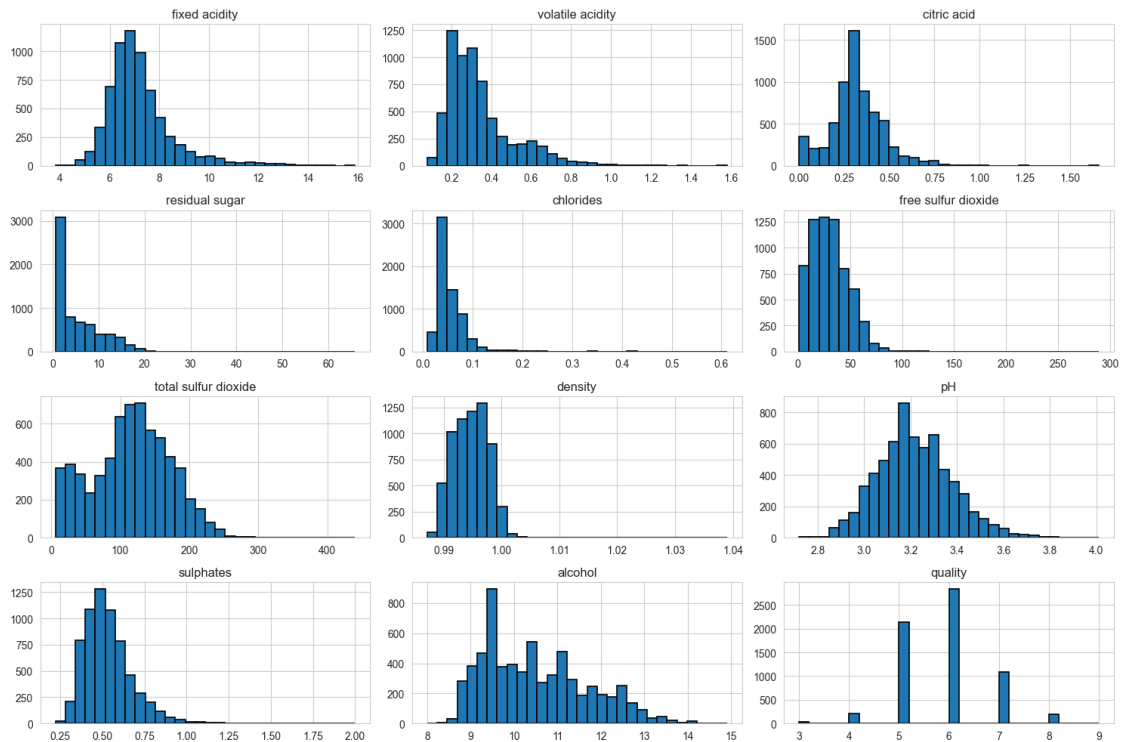 fixed acidity
1000
750
500
250
0
4 6 8 10 12 14 16
volatile acidity
1250
1000
750
500
250
0
0.2 0.4 0.6 0.8 1.0 1.2 1.4 1.6
citric acid
1500
1000
500
0
0.00 0.25 0.50 0.75 1.00 1.25 1.50
residual sugar
3000
2000
1000
0
0 10 20 30 40 50 60
chlorides
3000
2000
1000
0
0.0 0.1 0.2 0.3 0.4 0.5 0.6
free sulfur dioxide
1250
1000
750
500
250
0
0 50 100 150 200 250 300
total sulfur dioxide
600
400
200
0
0 100 200 300 400
density
1250
1000
750
500
250
0
0.99 1.00 1.01 1.02 1.03 1.04
pH
800
600
400
200
0
2.8 3.0 3.2 3.4 3.6 3.8 4.0
sulphates
1250
1000
750
500
250
0
0.25 0.50 0.75 1.00 1.25 1.50 1.75 2.00
alcohol
800
600
400
200
0
8 9 10 11 12 13 14 15
quality
2500
2000
1500
1000
500
0
3 4 5 6 7 8 9